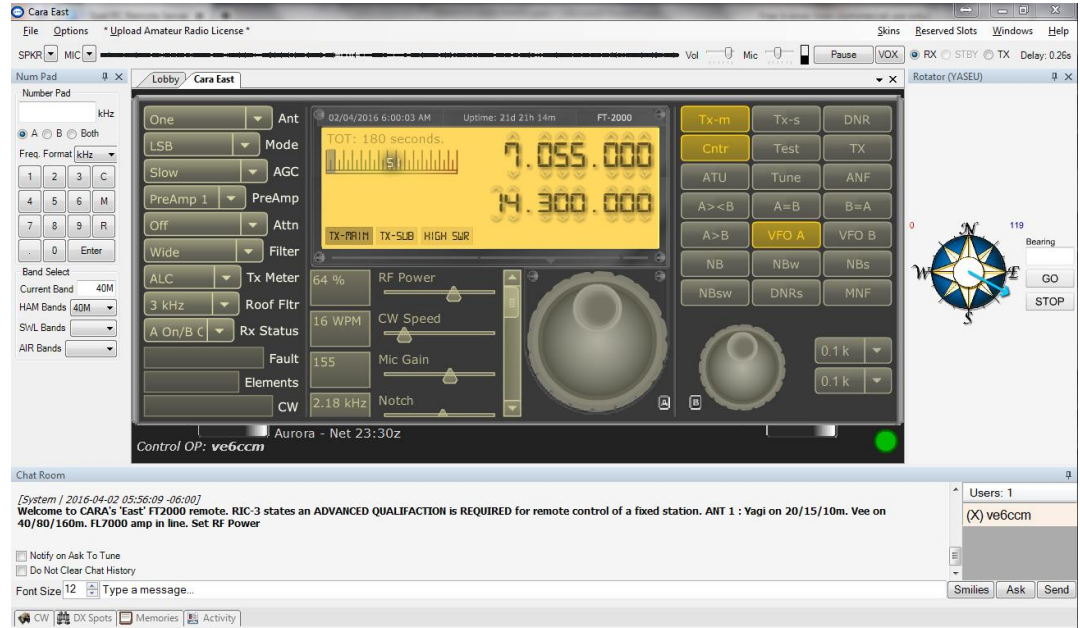 Cara East
File Options * Upload Amateur Radio License * Skins Reserved Slots Windows Help
SPKR MIC Vol Mic Pause VOX RX STBY TX Delay: 0.26s
Num Pad
Number Pad
kHz
A B Both
Freq. Format kHz
1 2 3 C
4 5 6 M
7 8 9 R
. 0 Enter
Band Select
Current Band 40M
HAM Bands 40M
SWL Bands
AIR Bands
Lobby Cara East
One Ant
LSB Mode
Slow AGC
PreAmp 1 PreAmp
Off Attn
Wide Filter
ALC Tx Meter
3 kHz Roof Fltr
A On/B C Rx Status
Fault
Elements
CW
02/04/2016 6:00:03 AM Uptime: 21d 21h 14m FT-2000
TOT: 180 seconds.
S
7.055.000
14.300.000
TX-MAIN TX-SUB HIGH SWR
64 % RF Power
16 WPM CW Speed
155 Mic Gain
2.18 kHz Notch
A
Tx-m Tx-s DNR
Cntr Test TX
ATU Tune ANF
A><B A=B B=A
A>B VFO A VFO B
NB NBw NBs
NBsw DNRs MNF
0.1 k
0.1 k
B
Aurora - Net 23:30z
Control OP: ve6ccm
Rotator (YASEU)
0 119
N
W E
S
Bearing
GO
STOP
Chat Room
[System / 2016-04-02 05:56:09 -06:00]
Welcome to CARA's 'East' FT2000 remote. RIC-3 states an ADVANCED QUALIFACTION is REQUIRED for remote control of a fixed station. ANT 1 : Yagi on 20/15/10m. Vee on
40/80/160m. FL7000 amp in line. Set RF Power
Users: 1
(X) ve6ccm
Notify on Ask To Tune
Do Not Clear Chat History
Font Size 12 Type a message... Smilies Ask Send
CW DX Spots Memories Activity